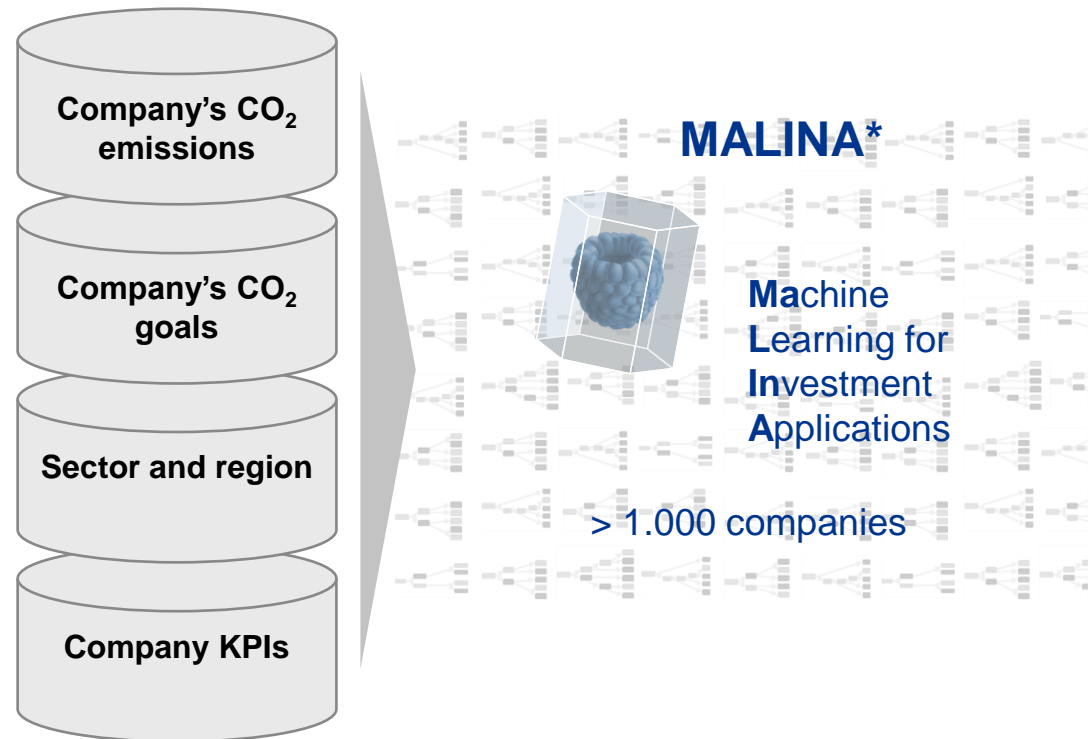 Company's CO₂
emissions
Company's CO₂
goals
Sector and region
Company KPIs
MALINA*
Machine
Learning for
Investment
Applications
> 1.000 companies